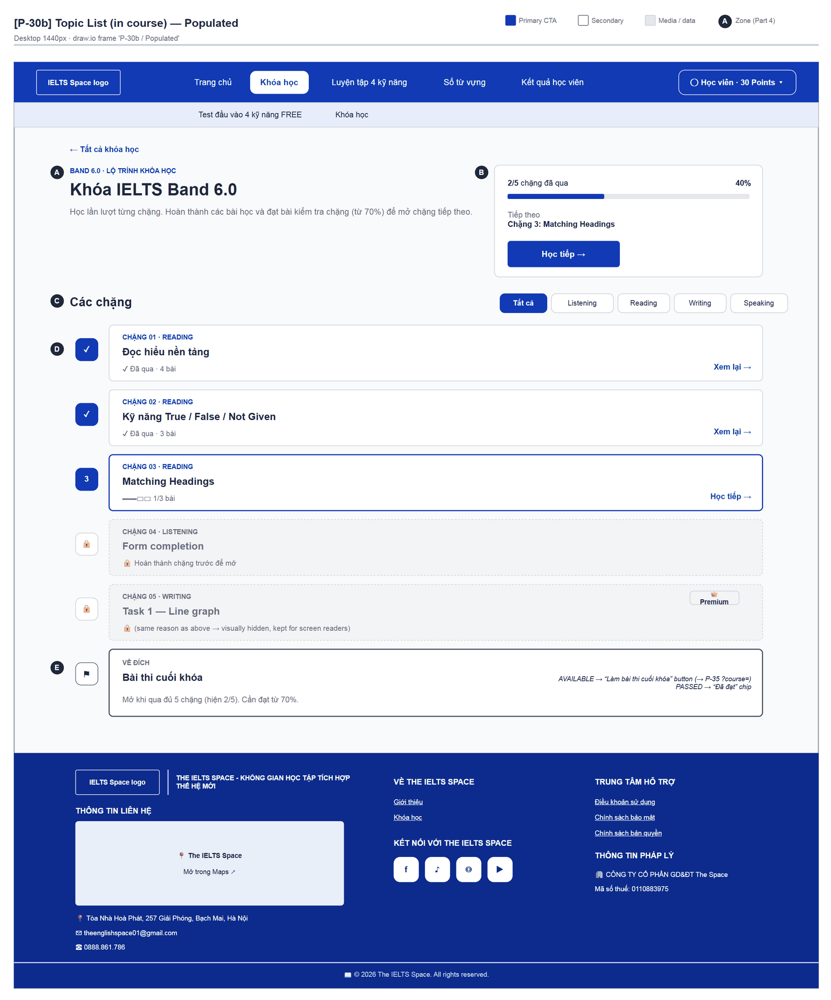 [P-30b] Topic List (in course) — Populated
Primary CTA
Secondary
Media / data
A
Zone (Part 4)
Desktop 1440px · draw.io frame 'P-30b / Populated'
IELTS Space logo
Trang chủ
Khóa học
Luyện tập 4 kỹ năng
Sổ từ vựng
Kết quả học viên
Học viên · 30 Points ▾
Test đầu vào 4 kỹ năng FREE
Khóa học
← Tất cả khóa học
A
BAND 6.0 · LỘ TRÌNH KHÓA HỌC
Khóa IELTS Band 6.0
Học lần lượt từng chặng. Hoàn thành các bài học và đạt bài kiểm tra chặng (từ 70%) để mở chặng tiếp theo.
B
2/5 chặng đã qua
40%
Tiếp theo
Chặng 3: Matching Headings
Học tiếp →
C
Các chặng
Tất cả
Listening
Reading
Writing
Speaking
D
✓
CHẶNG 01 · READING
Đọc hiểu nền tảng
✓ Đã qua · 4 bài
Xem lại →
✓
CHẶNG 02 · READING
Kỹ năng True / False / Not Given
✓ Đã qua · 3 bài
Xem lại →
3
CHẶNG 03 · READING
Matching Headings
▬▬▭▭ 1/3 bài
Học tiếp →
🔒
CHẶNG 04 · LISTENING
Form completion
🔒 Hoàn thành chặng trước để mở
🔒
CHẶNG 05 · WRITING
Task 1 — Line graph
🔒 (same reason as above → visually hidden, kept for screen readers)
👑
Premium
E
⚑
VỀ ĐÍCH
Bài thi cuối khóa
Mở khi qua đủ 5 chặng (hiện 2/5). Cần đạt từ 70%.
AVAILABLE → “Làm bài thi cuối khóa” button (→ P-35 ?course=)
PASSED → “Đã đạt” chip
IELTS Space logo
THE IELTS SPACE - KHÔNG GIAN HỌC TẬP TÍCH HỢP
THẾ HỆ MỚI
THÔNG TIN LIÊN HỆ
📍 The IELTS Space
Mở trong Maps ↗
📍 Tòa Nhà Hoà Phát, 257 Giải Phóng, Bạch Mai, Hà Nội
✉ theenglishspace01@gmail.com
☎ 0888.861.786
VỀ THE IELTS SPACE
Giới thiệu
Khóa học
KẾT NỐI VỚI THE IELTS SPACE
f
♪
◎
▶
TRUNG TÂM HỖ TRỢ
Điều khoản sử dụng
Chính sách bảo mật
Chính sách bản quyền
THÔNG TIN PHÁP LÝ
🏢 CÔNG TY CỔ PHẦN GD&ĐT The Space
Mã số thuế: 0110883975
📖 © 2026 The IELTS Space. All rights reserved.